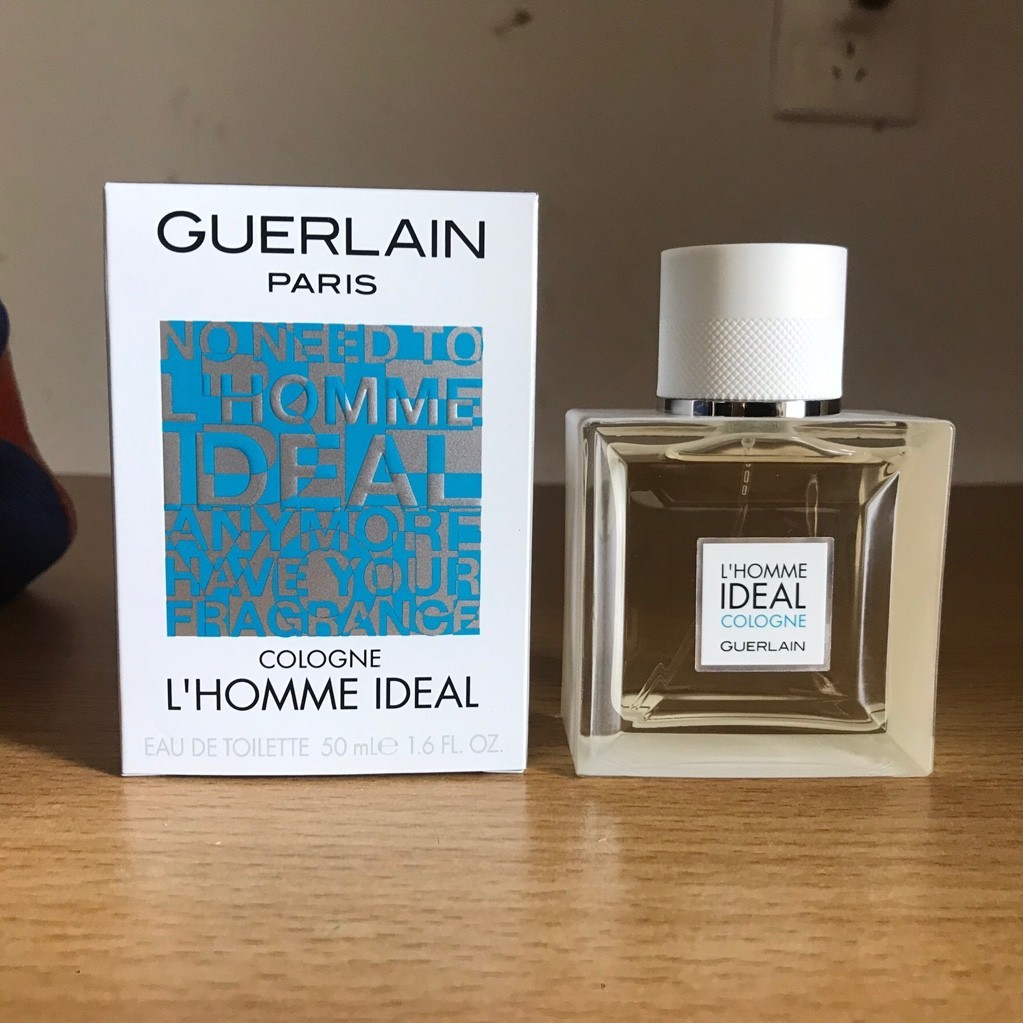 GUERLAIN
PARIS
NO NEED TO
L'HOMME
IDEAL
ANYMORE
HAVE YOUR
FRAGRANCE
COLOGNE
L'HOMME IDEAL
EAU DE TOILETTE 50 mL℮ 1.6 FL. OZ.
L'HOMME
IDEAL
COLOGNE
GUERLAIN